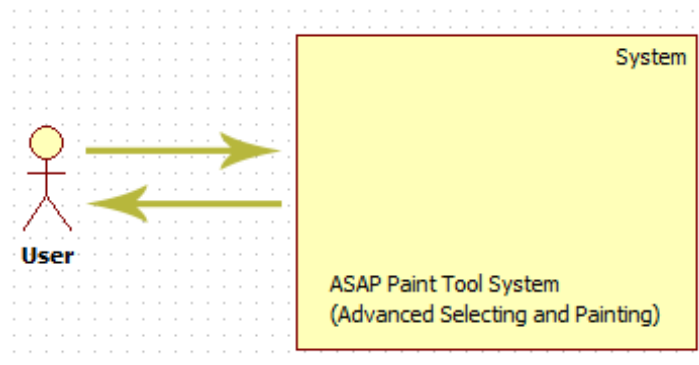 System
User
ASAP Paint Tool System
(Advanced Selecting and Painting)